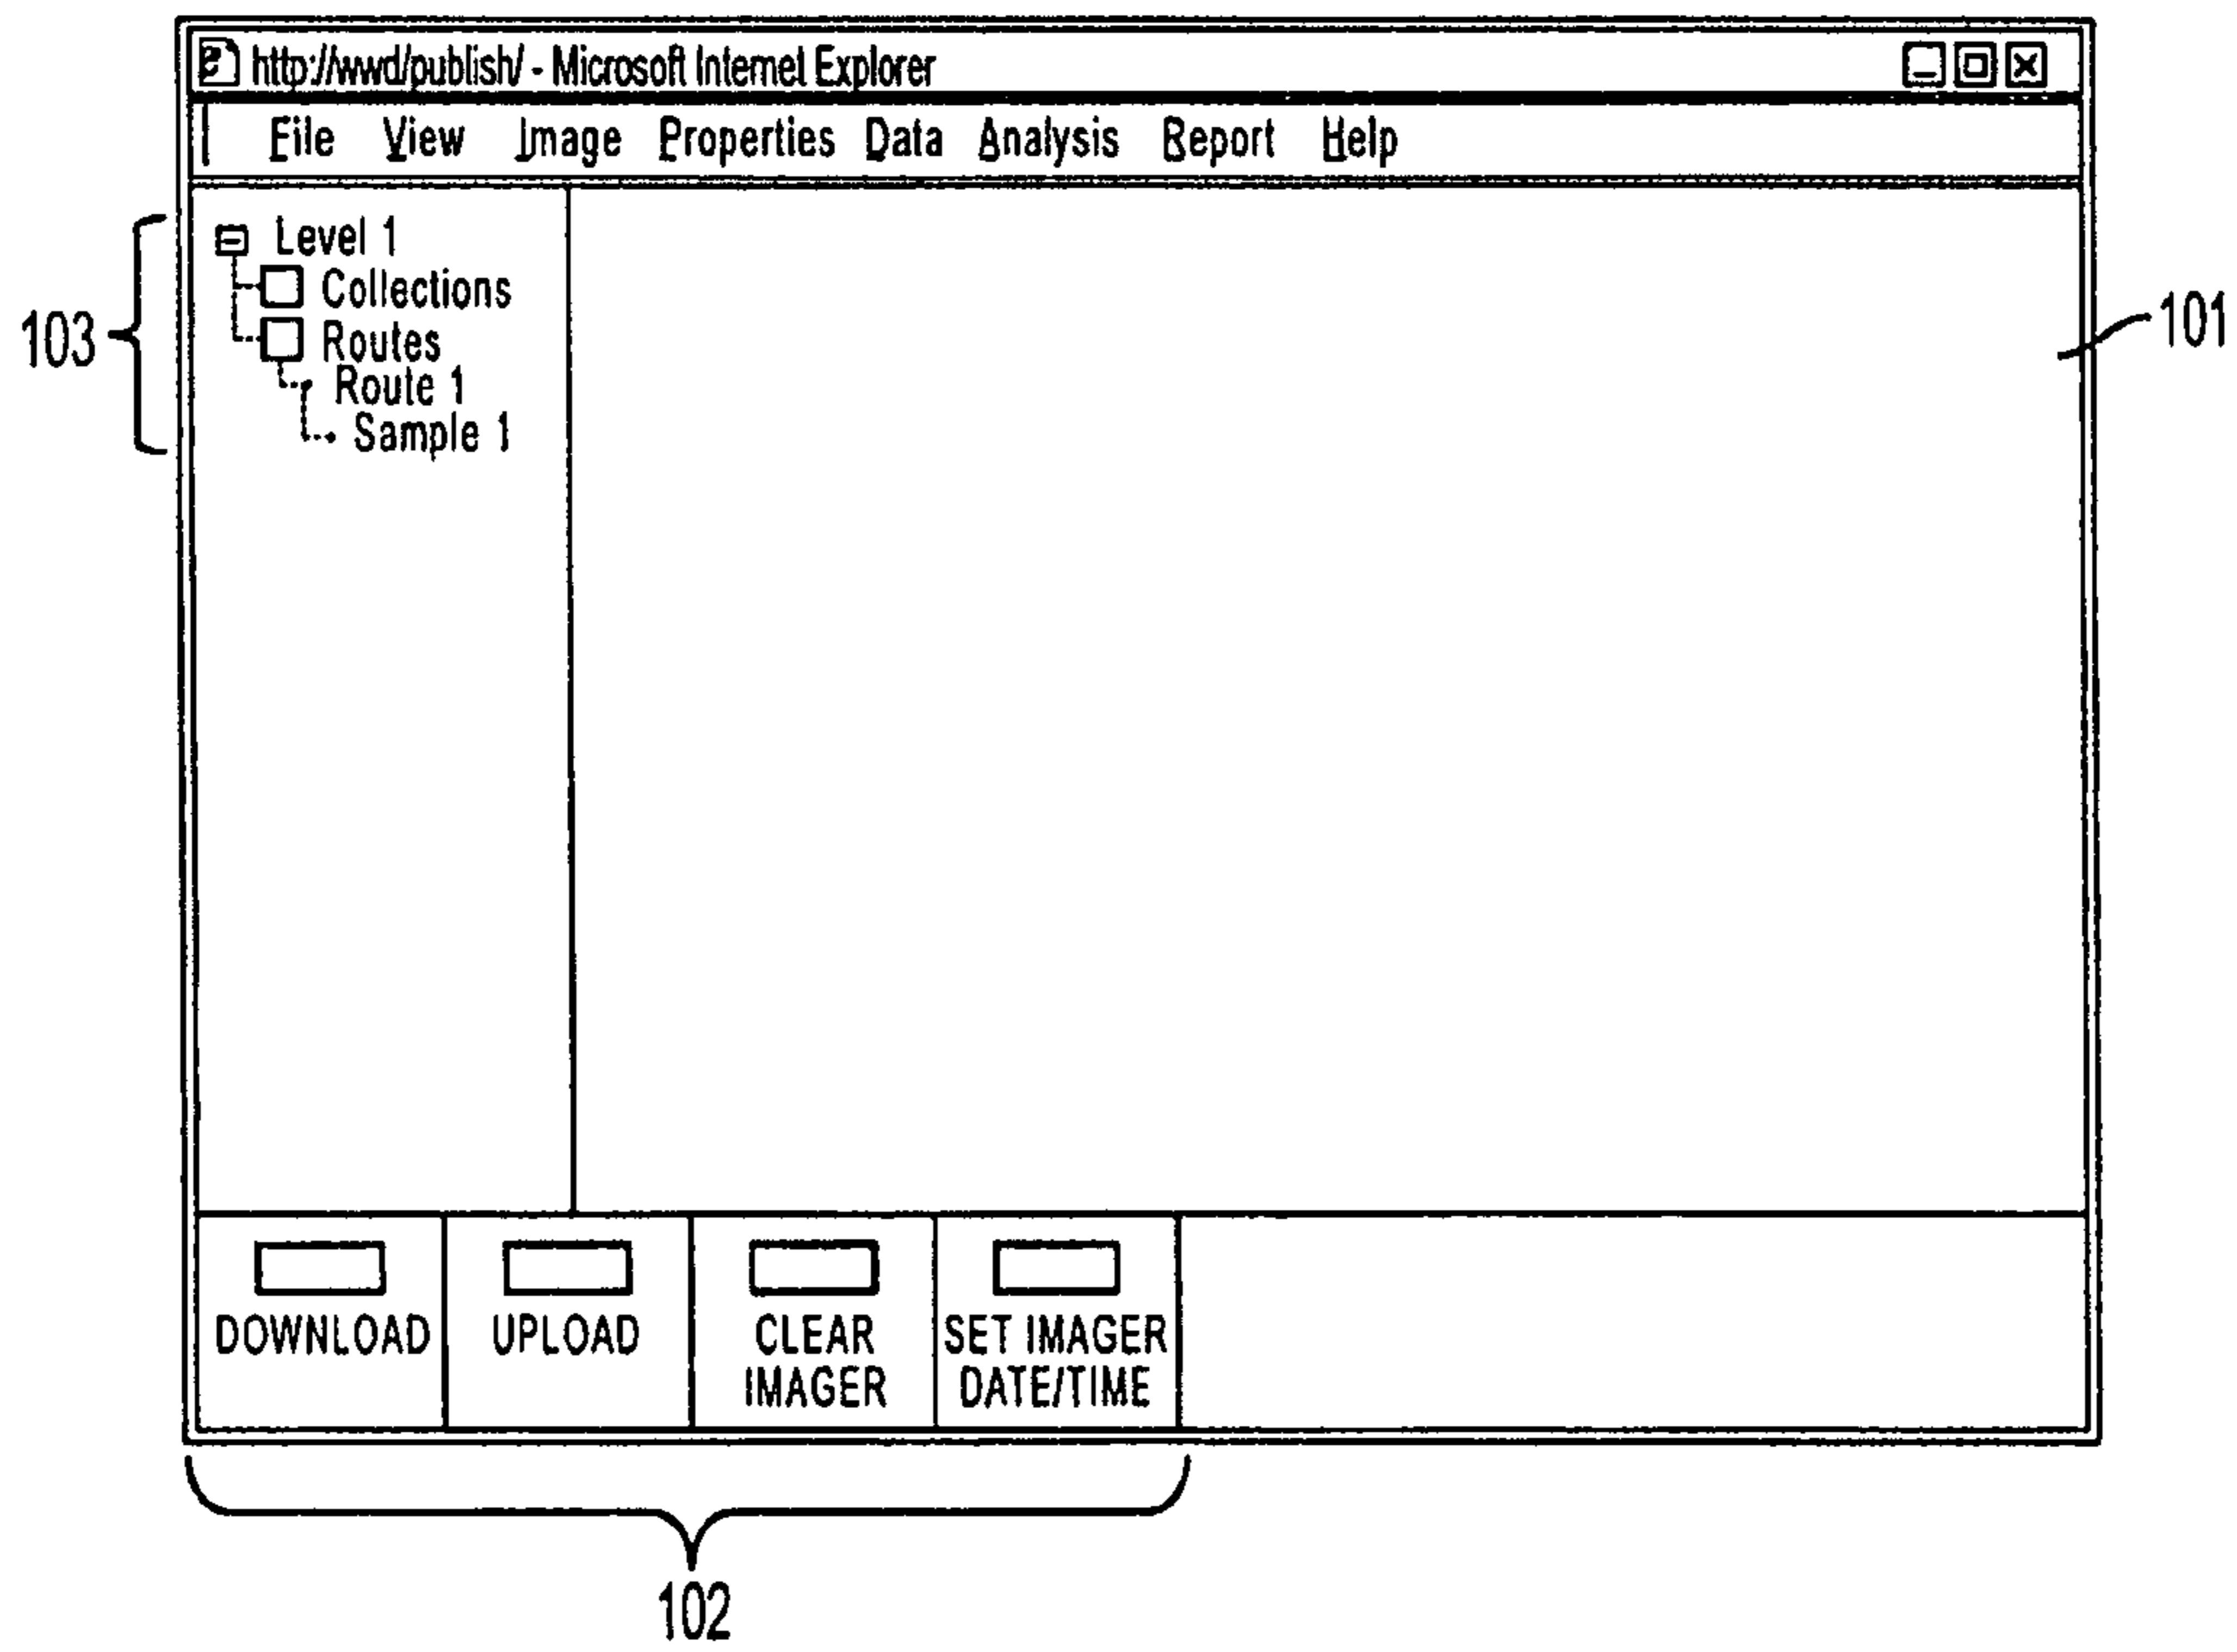 http://wwd/publish/ - Microsoft Internet Explorer
File View Image Properties Data Analysis Report Help
Level 1
Collections
Routes
Route 1
Sample 1
103
101
DOWNLOAD
UPLOAD
CLEAR
IMAGER
SET IMAGER
DATE/TIME
102